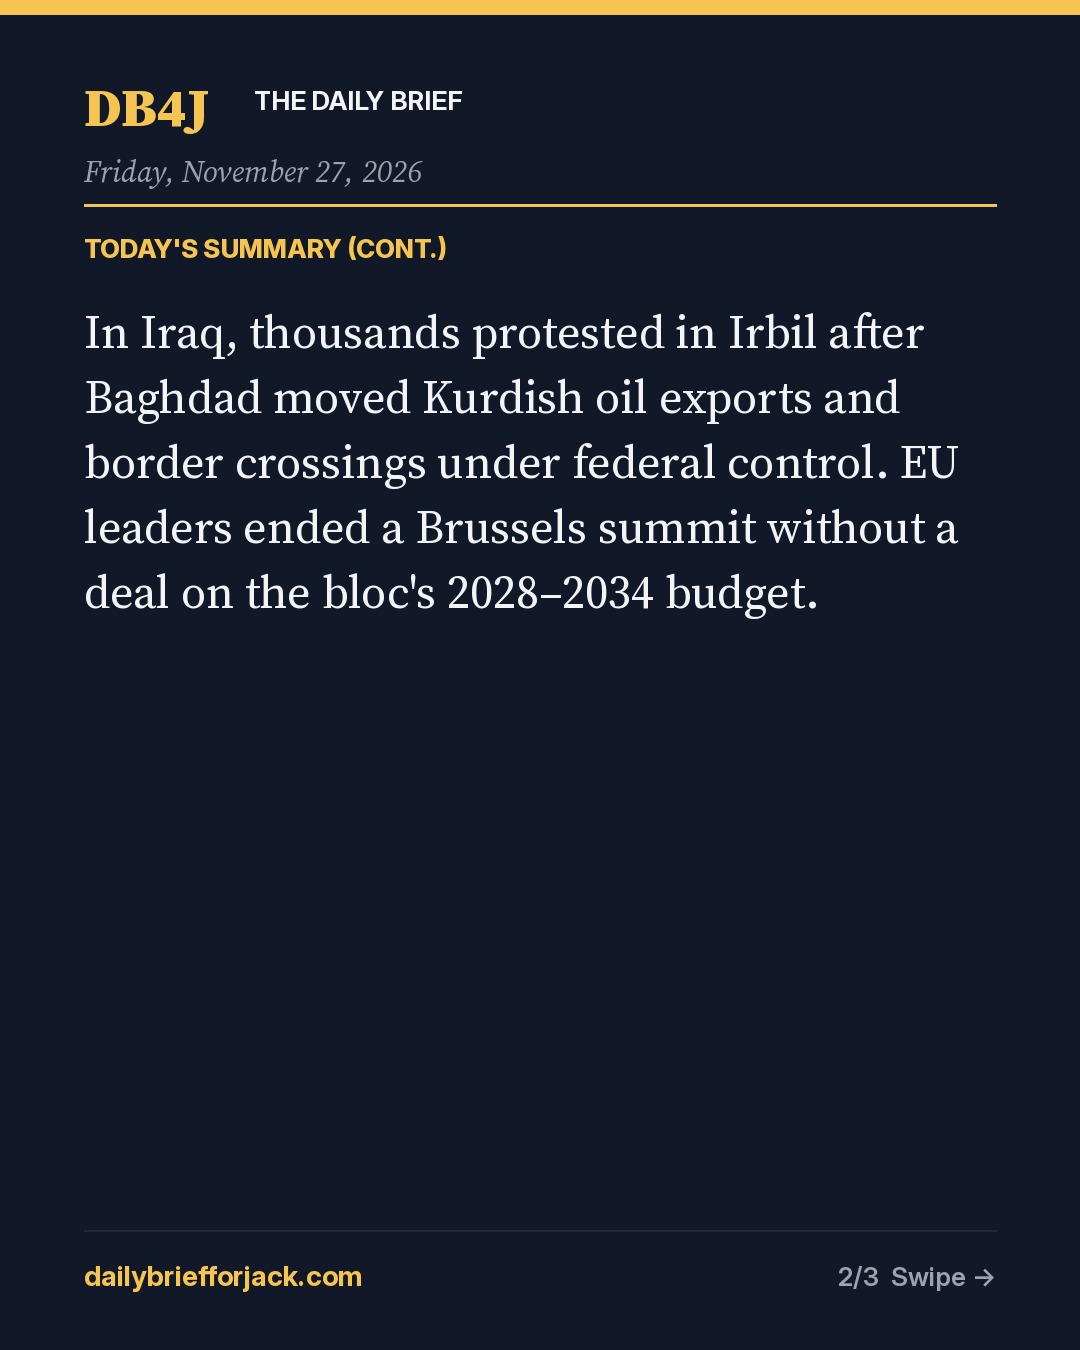 DB4J THE DAILY BRIEF
Friday, November 27, 2026
TODAY'S SUMMARY (CONT.)
In Iraq, thousands protested in Irbil after
Baghdad moved Kurdish oil exports and
border crossings under federal control. EU
leaders ended a Brussels summit without a
deal on the bloc's 2028–2034 budget.
dailybriefforjack.com 2/3 Swipe →